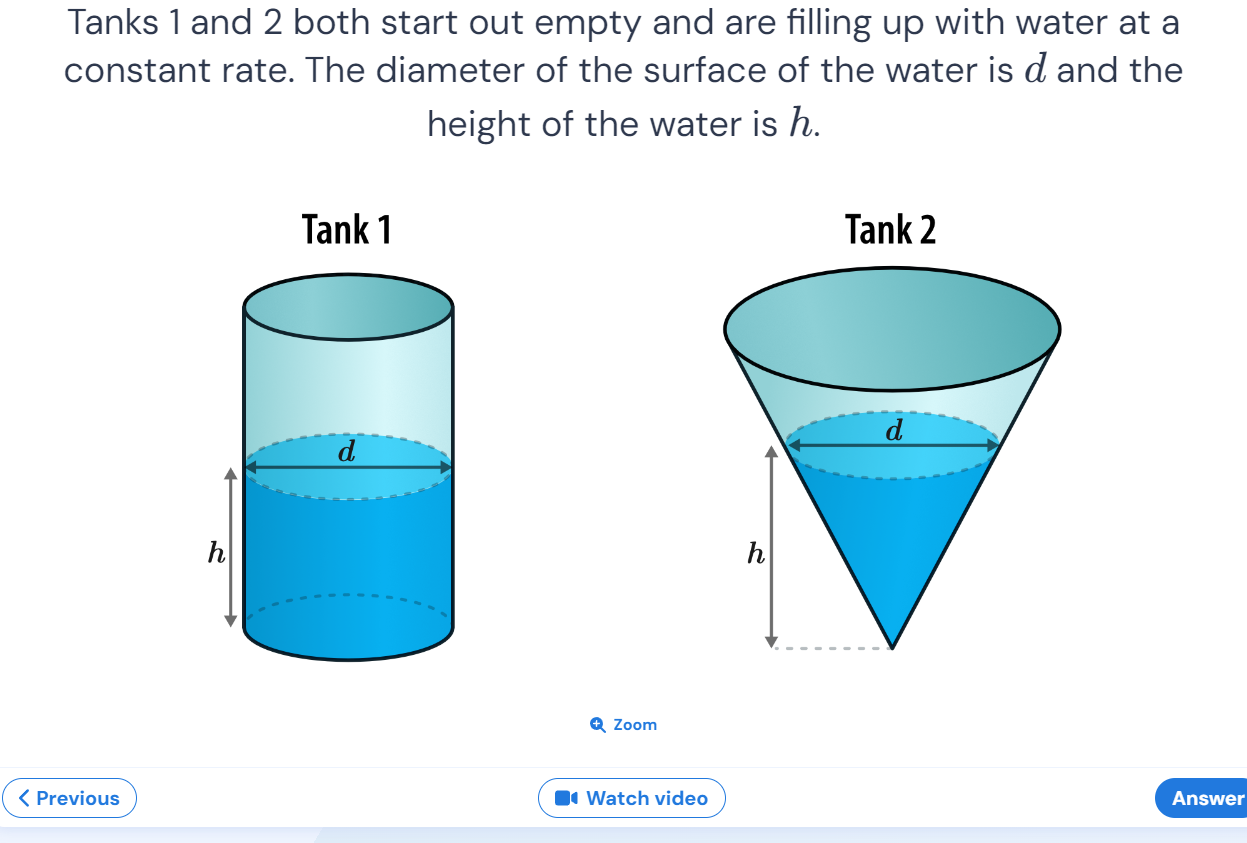 Tanks 1 and 2 both start out empty and are filling up with water at a
constant rate. The diameter of the surface of the water is d and the
height of the water is h.
Tank 1
Tank 2
d
h
d
h
Zoom
Previous
Watch video
Answer